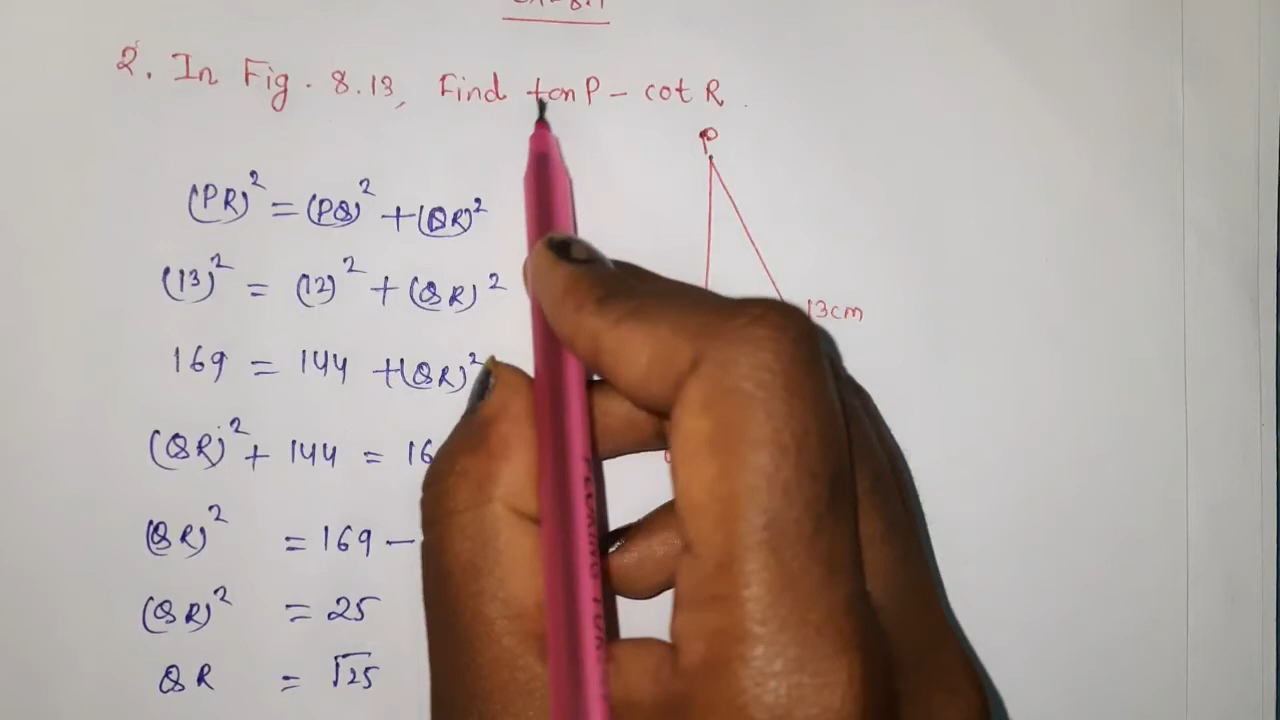 2. In Fig. 8.13, Find tanP - cot R.
P
(PR)² = (PQ)² + (QR)²
(13)² = (12)² + (QR)²
13cm
169 = 144 + (QR)²
(QR)² + 144 = 16
(QR)² = 169 -
(QR)² = 25
QR = √25